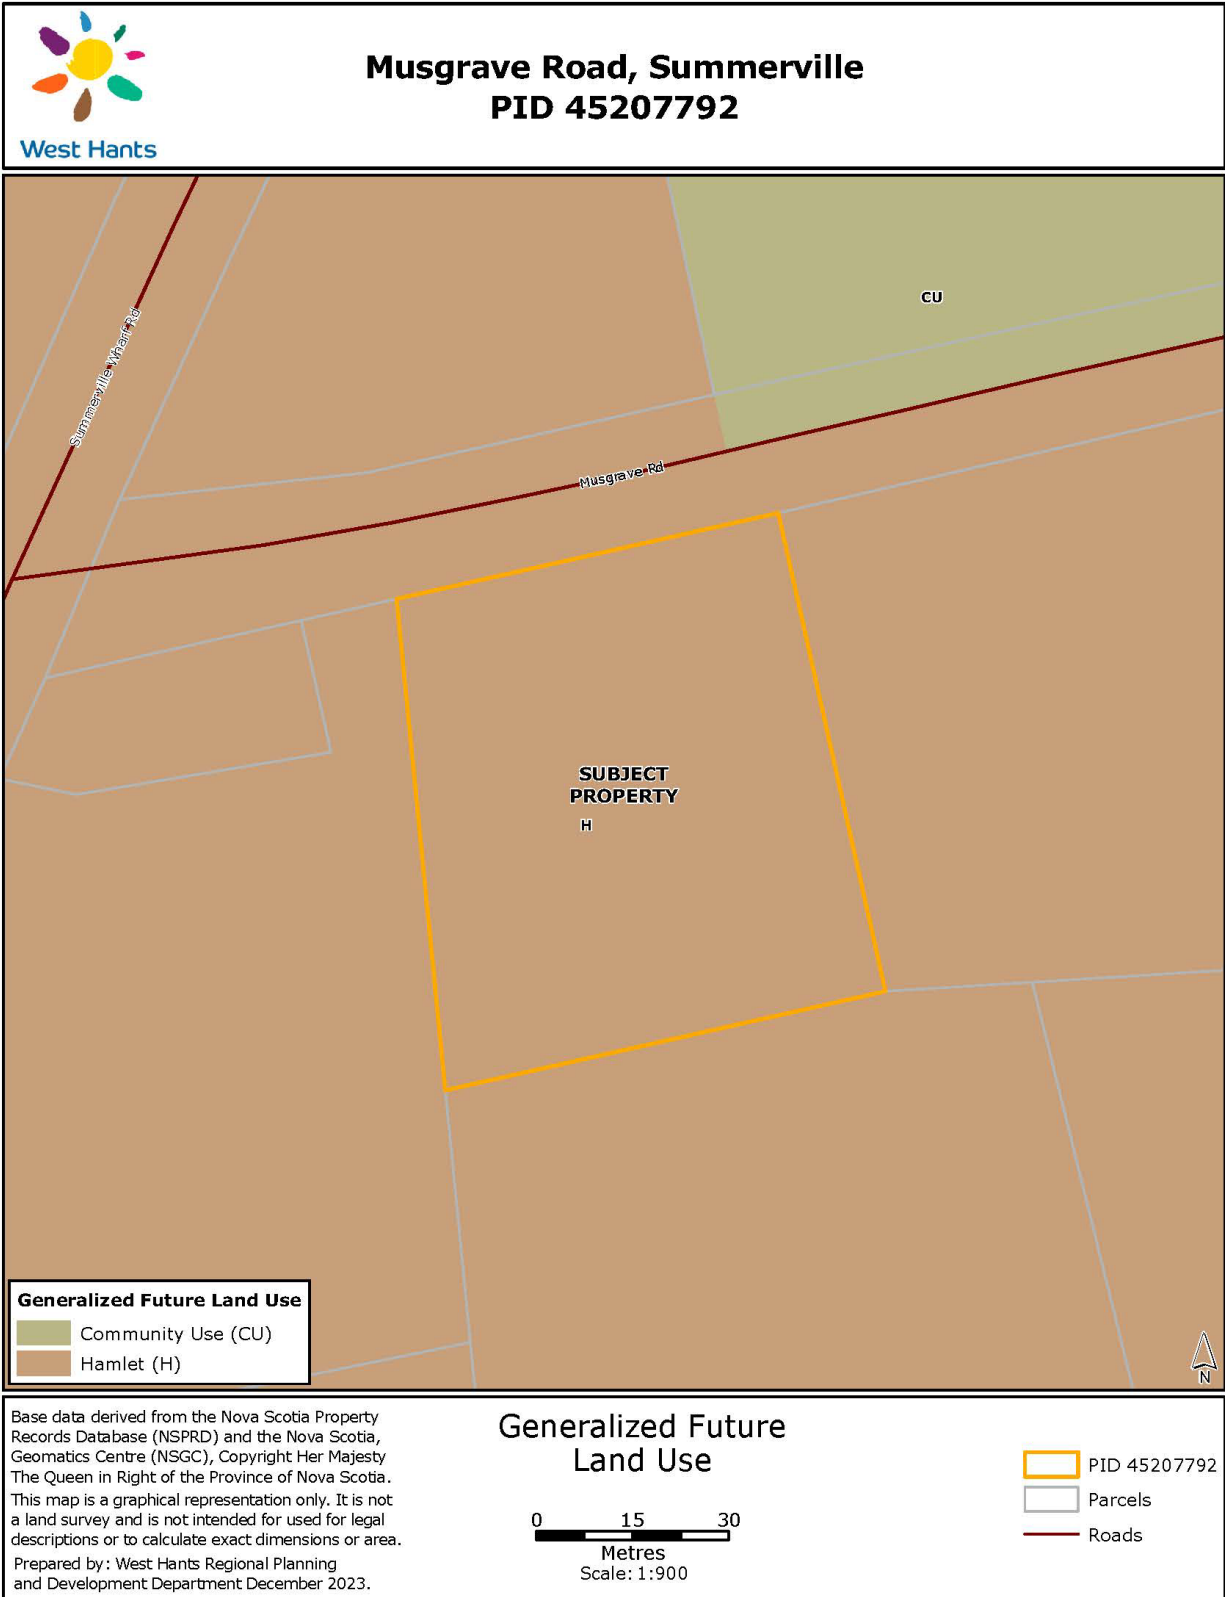 West Hants
Musgrave Road, Summerville
PID 45207792
CU
Summerville Wharf Rd
Musgrave Rd
SUBJECT
PROPERTY
H
Generalized Future Land Use
Community Use (CU)
Hamlet (H)
N
Base data derived from the Nova Scotia Property
Records Database (NSPRD) and the Nova Scotia,
Geomatics Centre (NSGC), Copyright Her Majesty
The Queen in Right of the Province of Nova Scotia.
This map is a graphical representation only. It is not
a land survey and is not intended for used for legal
descriptions or to calculate exact dimensions or area.
Prepared by: West Hants Regional Planning
and Development Department December 2023.
Generalized Future
Land Use
0 15 30
Metres
Scale: 1:900
PID 45207792
Parcels
Roads